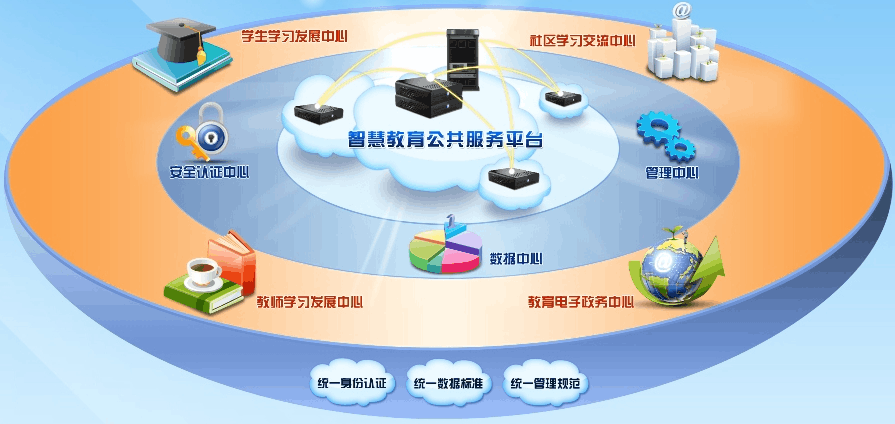 学生学习发展中心
社区学习交流中心
智慧教育公共服务平台
安全认证中心
管理中心
数据中心
教师学习发展中心
教育电子政务中心
统一身份认证
统一数据标准
统一管理规范